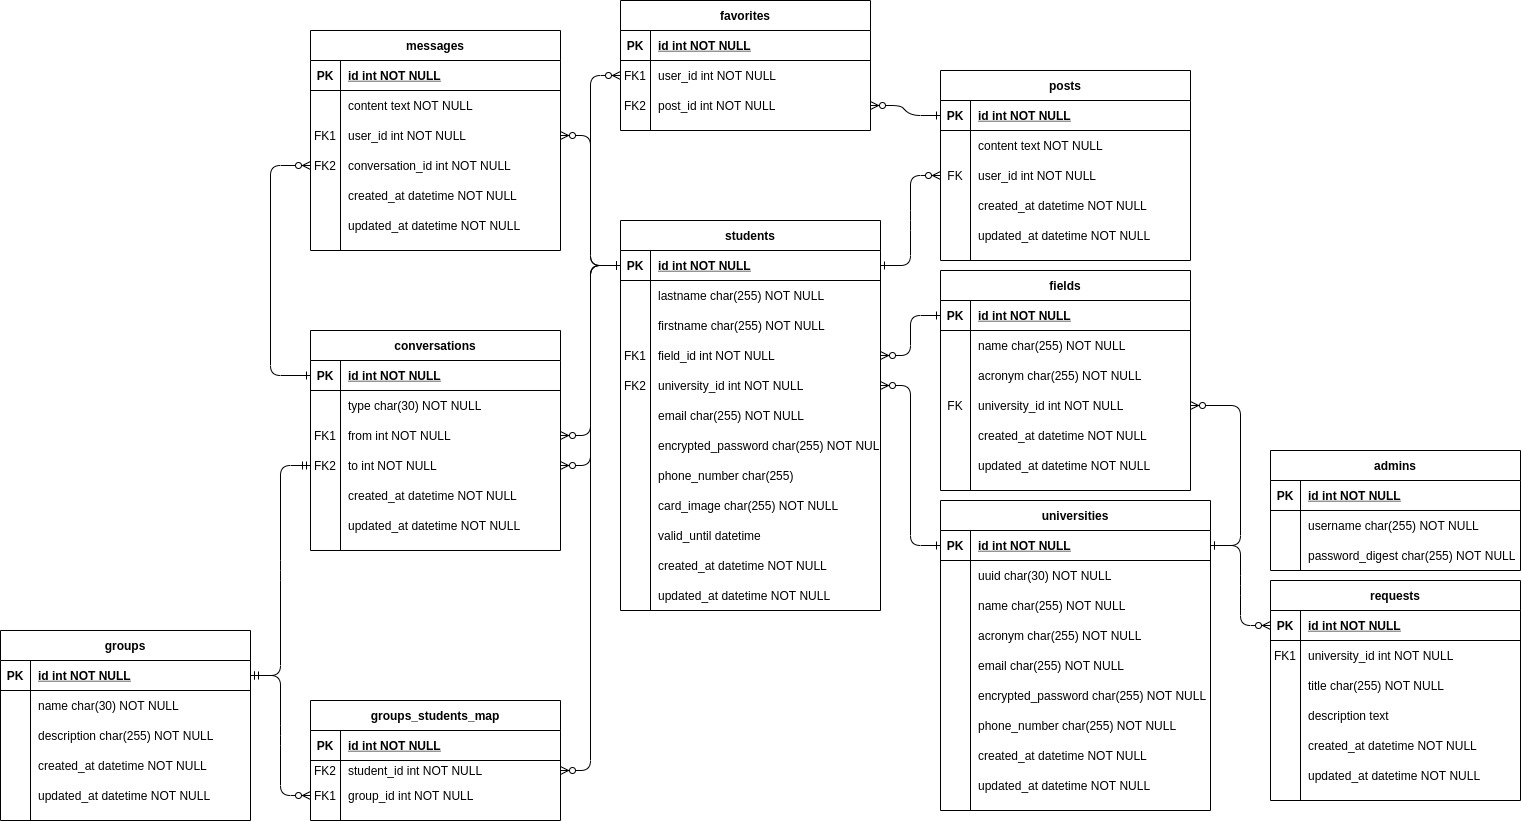 favorites
PK id int NOT NULL
FK1 user_id int NOT NULL
FK2 post_id int NOT NULL
messages
PK id int NOT NULL
content text NOT NULL
FK1 user_id int NOT NULL
FK2 conversation_id int NOT NULL
created_at datetime NOT NULL
updated_at datetime NOT NULL
posts
PK id int NOT NULL
content text NOT NULL
FK user_id int NOT NULL
created_at datetime NOT NULL
updated_at datetime NOT NULL
students
PK id int NOT NULL
lastname char(255) NOT NULL
firstname char(255) NOT NULL
FK1 field_id int NOT NULL
FK2 university_id int NOT NULL
email char(255) NOT NULL
encrypted_password char(255) NOT NUL
phone_number char(255)
card_image char(255) NOT NULL
valid_until datetime
created_at datetime NOT NULL
updated_at datetime NOT NULL
fields
PK id int NOT NULL
name char(255) NOT NULL
acronym char(255) NOT NULL
FK university_id int NOT NULL
created_at datetime NOT NULL
updated_at datetime NOT NULL
conversations
PK id int NOT NULL
type char(30) NOT NULL
FK1 from int NOT NULL
FK2 to int NOT NULL
created_at datetime NOT NULL
updated_at datetime NOT NULL
admins
PK id int NOT NULL
username char(255) NOT NULL
password_digest char(255) NOT NULL
universities
PK id int NOT NULL
uuid char(30) NOT NULL
name char(255) NOT NULL
acronym char(255) NOT NULL
email char(255) NOT NULL
encrypted_password char(255) NOT NULL
phone_number char(255) NOT NULL
created_at datetime NOT NULL
updated_at datetime NOT NULL
requests
PK id int NOT NULL
FK1 university_id int NOT NULL
title char(255) NOT NULL
description text
created_at datetime NOT NULL
updated_at datetime NOT NULL
groups
PK id int NOT NULL
name char(30) NOT NULL
description char(255) NOT NULL
created_at datetime NOT NULL
updated_at datetime NOT NULL
groups_students_map
PK id int NOT NULL
FK2 student_id int NOT NULL
FK1 group_id int NOT NULL